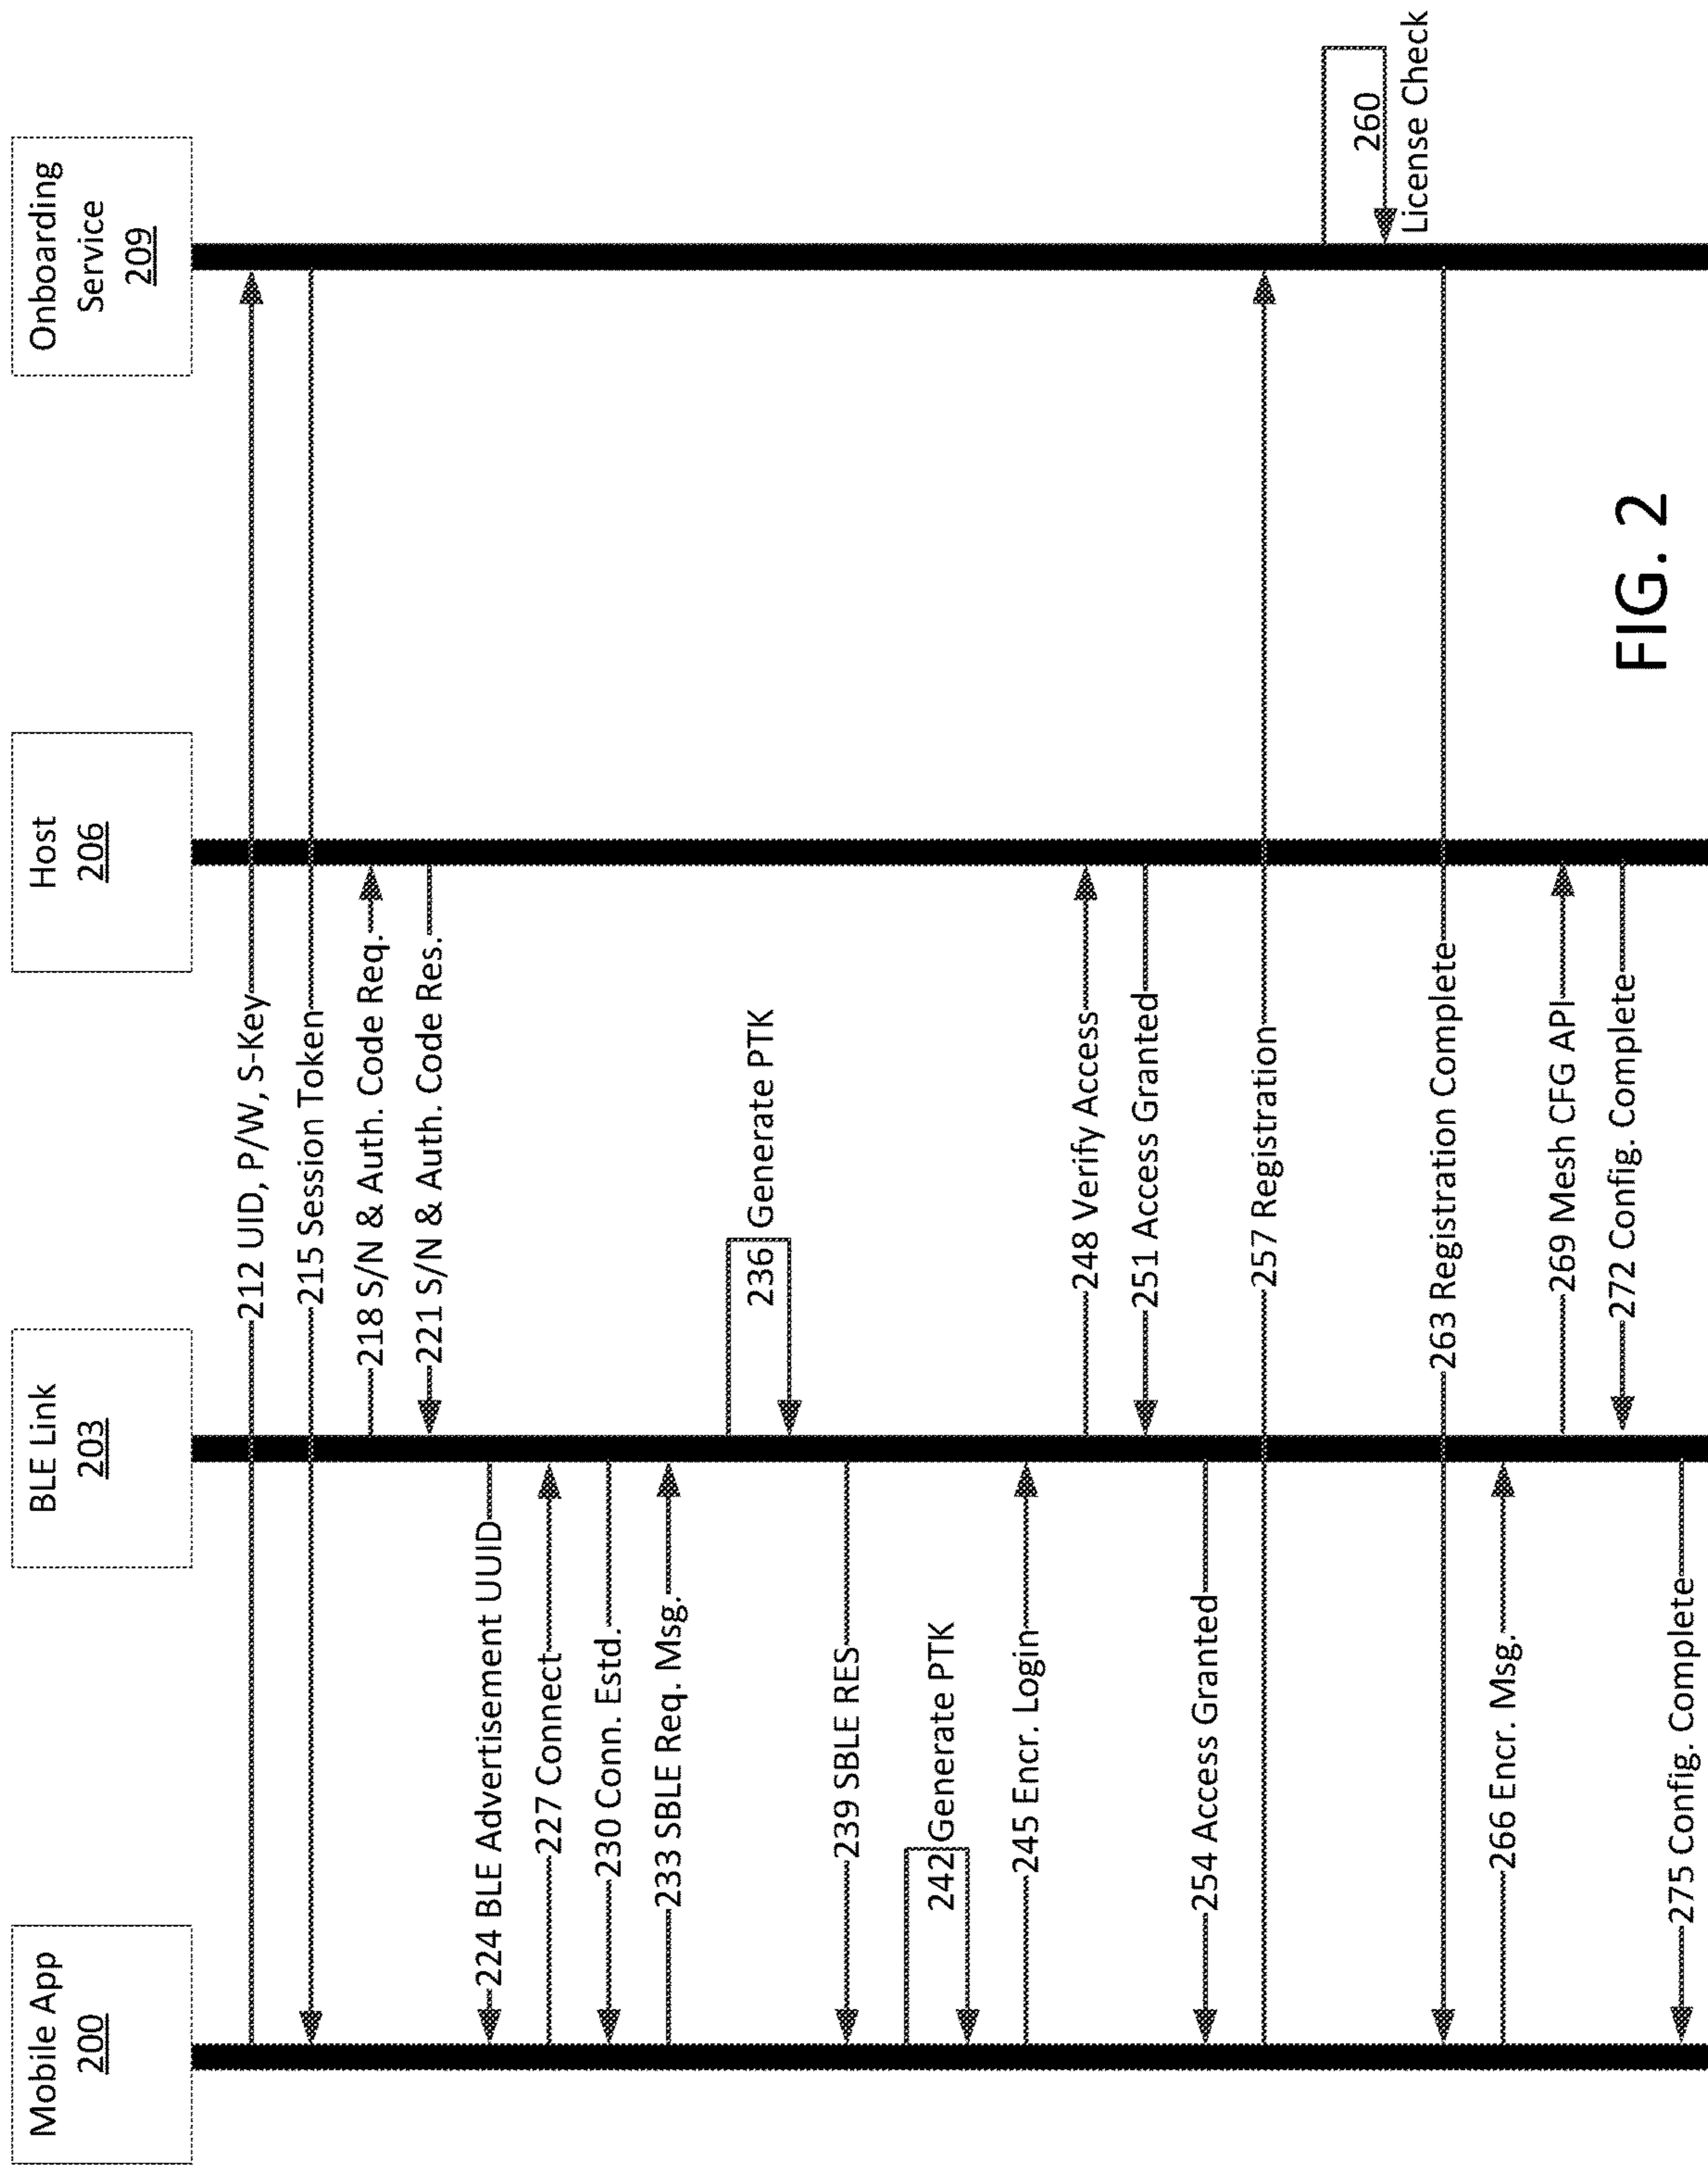 Mobile App
200
BLE Link
203
Host
206
Onboarding
Service
209
212 UID, P/W, S-Key
215 Session Token
218 S/N & Auth. Code Req.
221 S/N & Auth. Code Res.
224 BLE Advertisement UUID
227 Connect
230 Conn. Estd.
233 SBLE Req. Msg.
236 Generate PTK
239 SBLE RES
242 Generate PTK
245 Encr. Login
248 Verify Access
251 Access Granted
254 Access Granted
257 Registration
260
License Check
263 Registration Complete
266 Encr. Msg.
269 Mesh CFG API
272 Config. Complete
275 Config. Complete
FIG. 2